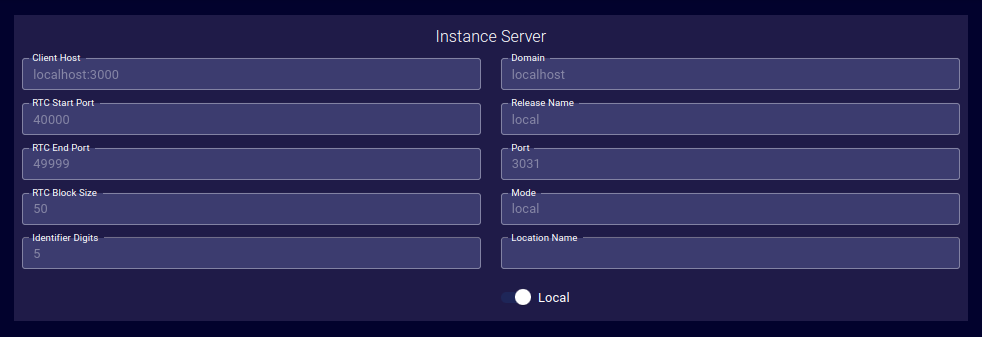 Instance Server
Client Host
localhost:3000
RTC Start Port
40000
RTC End Port
49999
RTC Block Size
50
Identifier Digits
5
Domain
localhost
Release Name
local
Port
3031
Mode
local
Location Name
Local